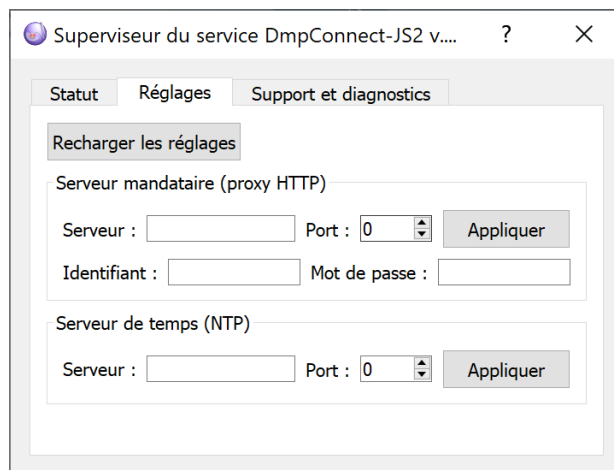 Superviseur du service DmpConnect-JS2 v.... ?
Statut Réglages Support et diagnostics
Recharger les réglages
Serveur mandataire (proxy HTTP)
Serveur : Port : 0 Appliquer
Identifiant : Mot de passe :
Serveur de temps (NTP)
Serveur : Port : 0 Appliquer